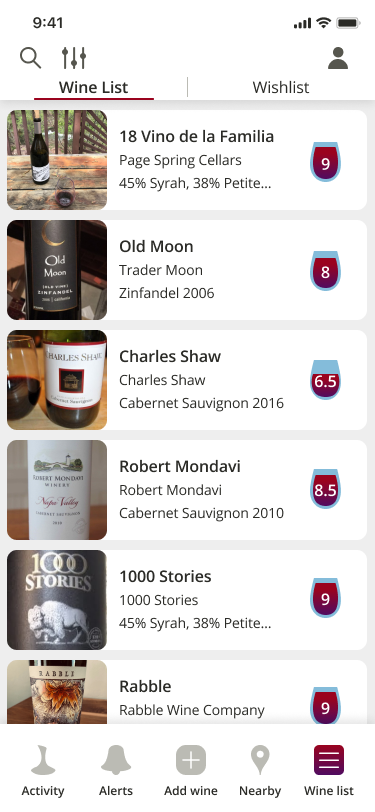 9:41
Wine List
Wishlist
18 Vino de la Familia
Page Spring Cellars
45% Syrah, 38% Petite...
9
Old Moon
Trader Moon
Zinfandel 2006
8
Old
Moon
OLD VINE
ZINFANDEL
Charles Shaw
Charles Shaw
Cabernet Sauvignon 2016
6.5
CHARLES SHAW
Cabernet Sauvignon
Robert Mondavi
Robert Mondavi
Cabernet Sauvignon 2010
8.5
ROBERT MONDAVI
WINERY
Napa Valley
CABERNET SAUVIGNON
1000 Stories
1000 Stories
45% Syrah, 38% Petite...
9
1000
STORIES
Rabble
Rabble Wine Company
9
RABBLE
Activity
Alerts
Add wine
Nearby
Wine list